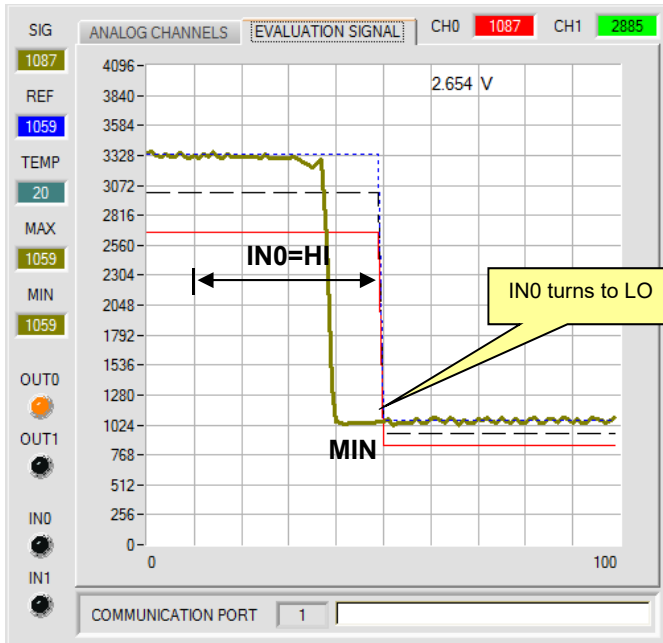 SIG
1087
REF
1059
TEMP
20
MAX
1059
MIN
1059
OUT0
OUT1
IN0
IN1
ANALOG CHANNELS
EVALUATION SIGNAL
CH0 1087
CH1 2885
2.654 V
4096
3840
3584
3328
3072
2816
2560
2304
2048
1792
1536
1280
1024
768
512
256
0
IN0=HI
IN0 turns to LO
MIN
0
100
COMMUNICATION PORT 1